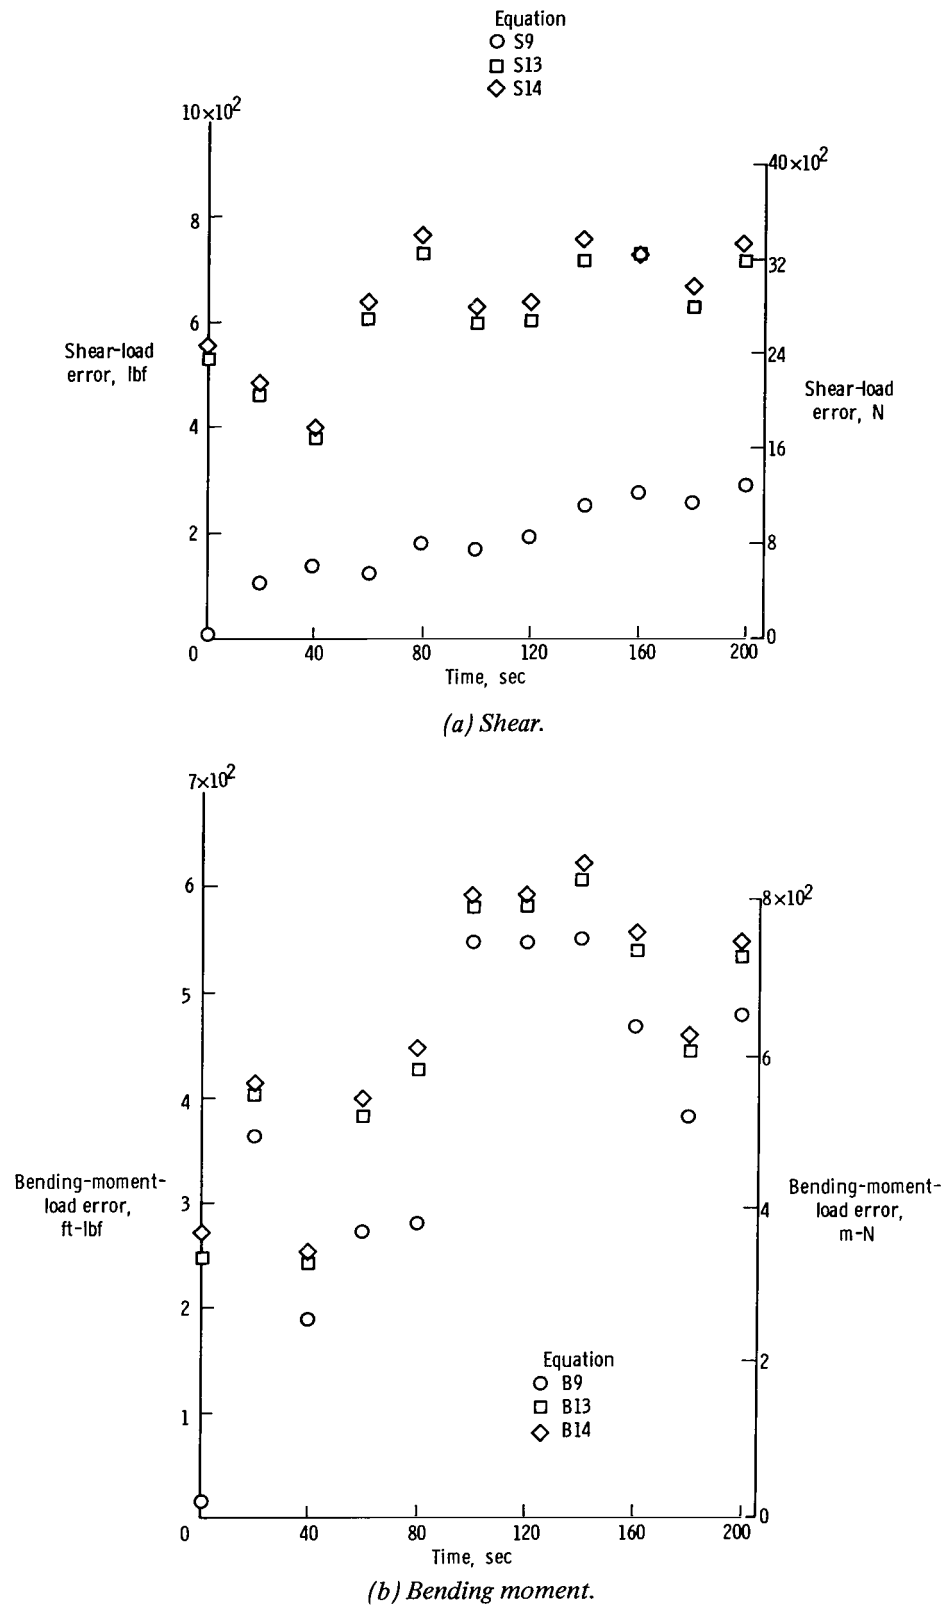 Equation
S9
S13
S14
10×10²
8
6
4
2
0
Shear-load
error, lbf
40×10²
32
24
16
8
0
Shear-load
error, N
40
80
120
160
200
Time, sec
(a) Shear.
7×10²
6
5
4
3
2
1
0
Bending-moment-
load error,
ft-lbf
8×10²
6
4
2
0
Bending-moment-
load error,
m-N
Equation
B9
B13
B14
40
80
120
160
200
Time, sec
(b) Bending moment.